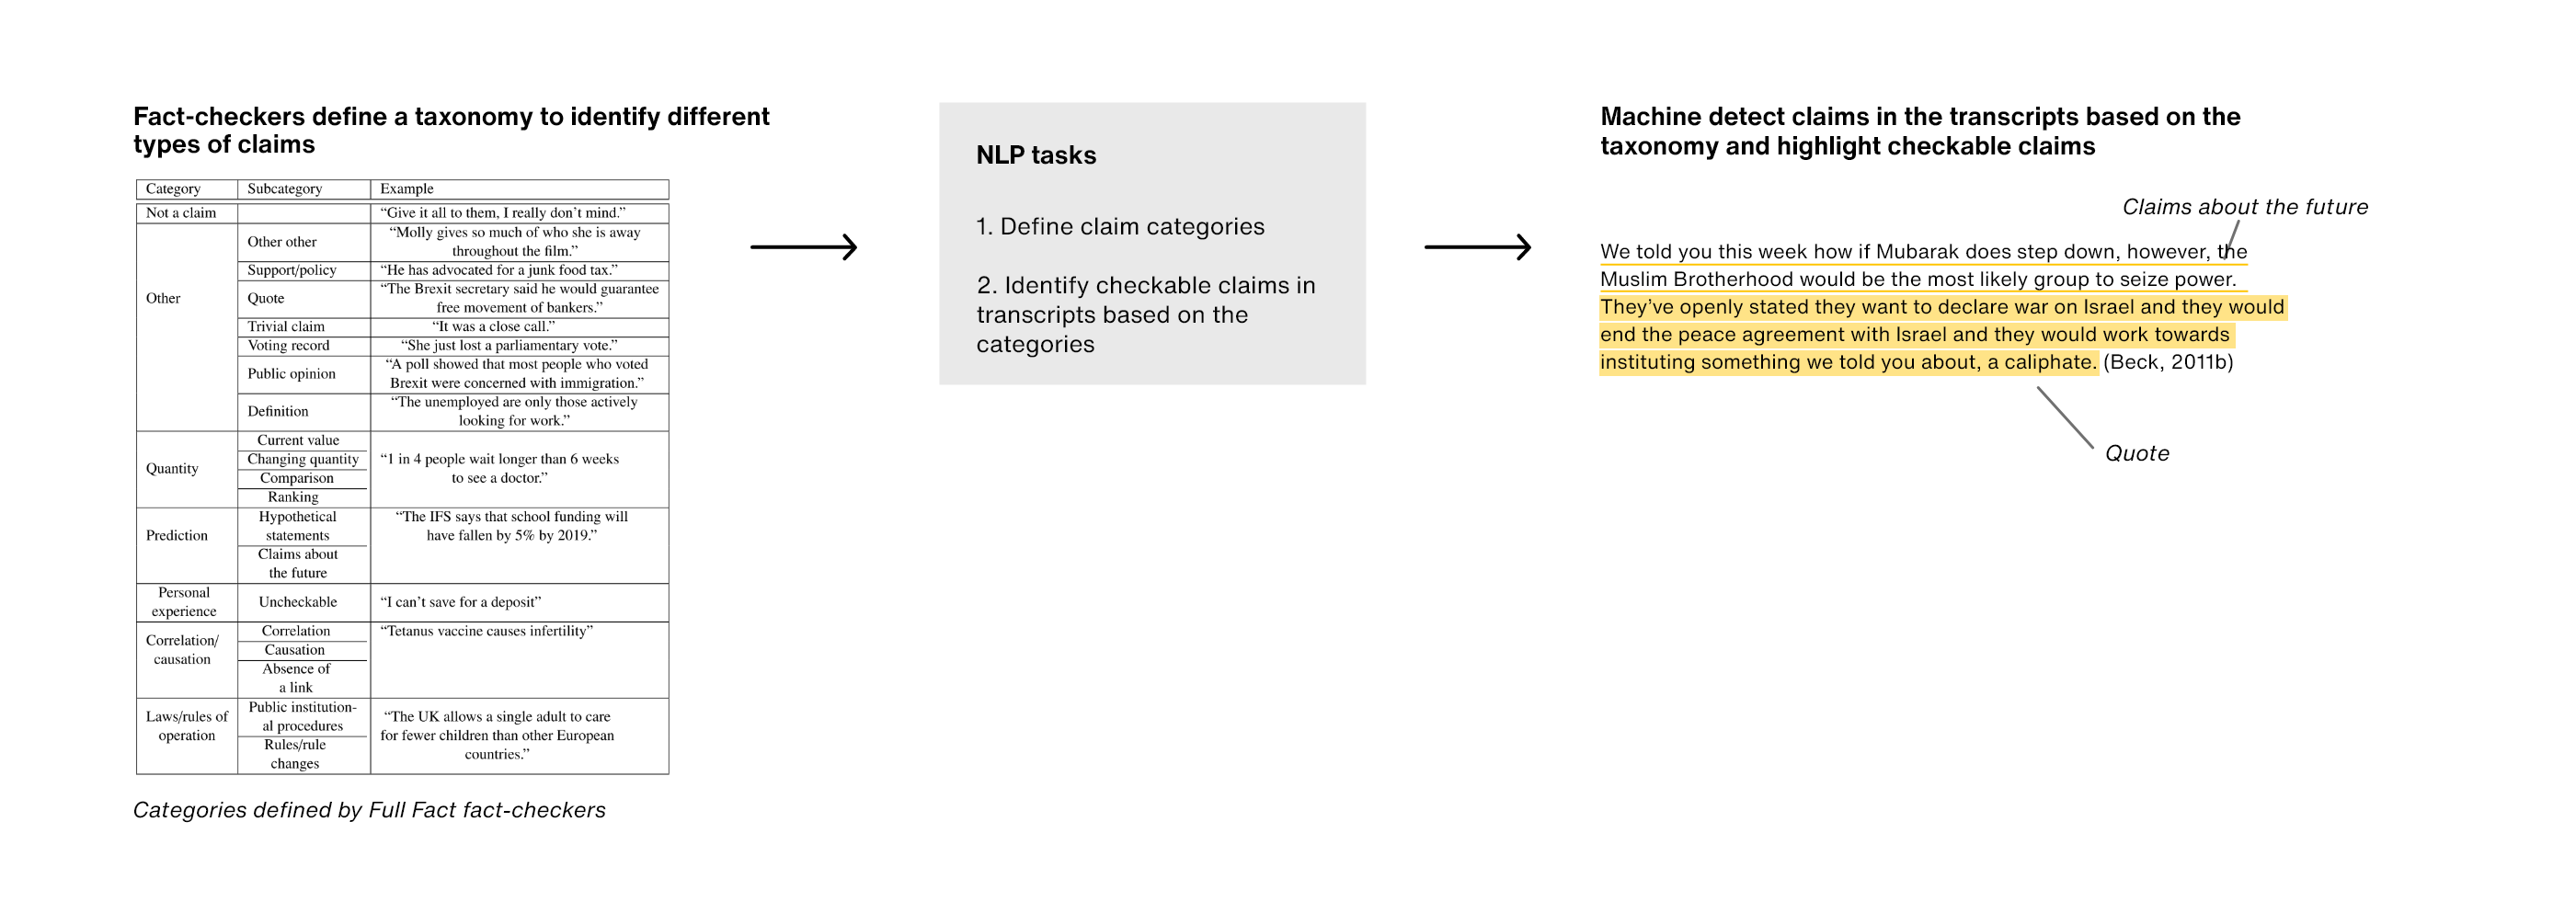 Fact-checkers define a taxonomy to identify different
types of claims
Category Subcategory Example
Not a claim “Give it all to them, I really don’t mind.”
Other
Other other “Molly gives so much of who she is away
throughout the film.”
Support/policy “He has advocated for a junk food tax.”
Quote “The Brexit secretary said he would guarantee
free movement of bankers.”
Trivial claim “It was a close call.”
Voting record “She just lost a parliamentary vote.”
Public opinion “A poll showed that most people who voted
Brexit were concerned with immigration.”
Definition “The unemployed are only those actively
looking for work.”
Quantity
Current value
Changing quantity
Comparison
Ranking
“1 in 4 people wait longer than 6 weeks
to see a doctor.”
Prediction
Hypothetical
statements
Claims about
the future
“The IFS says that school funding will
have fallen by 5% by 2019.”
Personal
experience
Uncheckable
“I can’t save for a deposit”
Correlation/
causation
Correlation
Causation
Absence of
a link
“Tetanus vaccine causes infertility”
Laws/rules of
operation
Public institution-
al procedures
Rules/rule
changes
“The UK allows a single adult to care
for fewer children than other European
countries.”
Categories defined by Full Fact fact-checkers
NLP tasks
1. Define claim categories
2. Identify checkable claims in
transcripts based on the
categories
Machine detect claims in the transcripts based on the
taxonomy and highlight checkable claims
Claims about the future
We told you this week how if Mubarak does step down, however, the
Muslim Brotherhood would be the most likely group to seize power.
They’ve openly stated they want to declare war on Israel and they would
end the peace agreement with Israel and they would work towards
instituting something we told you about, a caliphate. (Beck, 2011b)
Quote